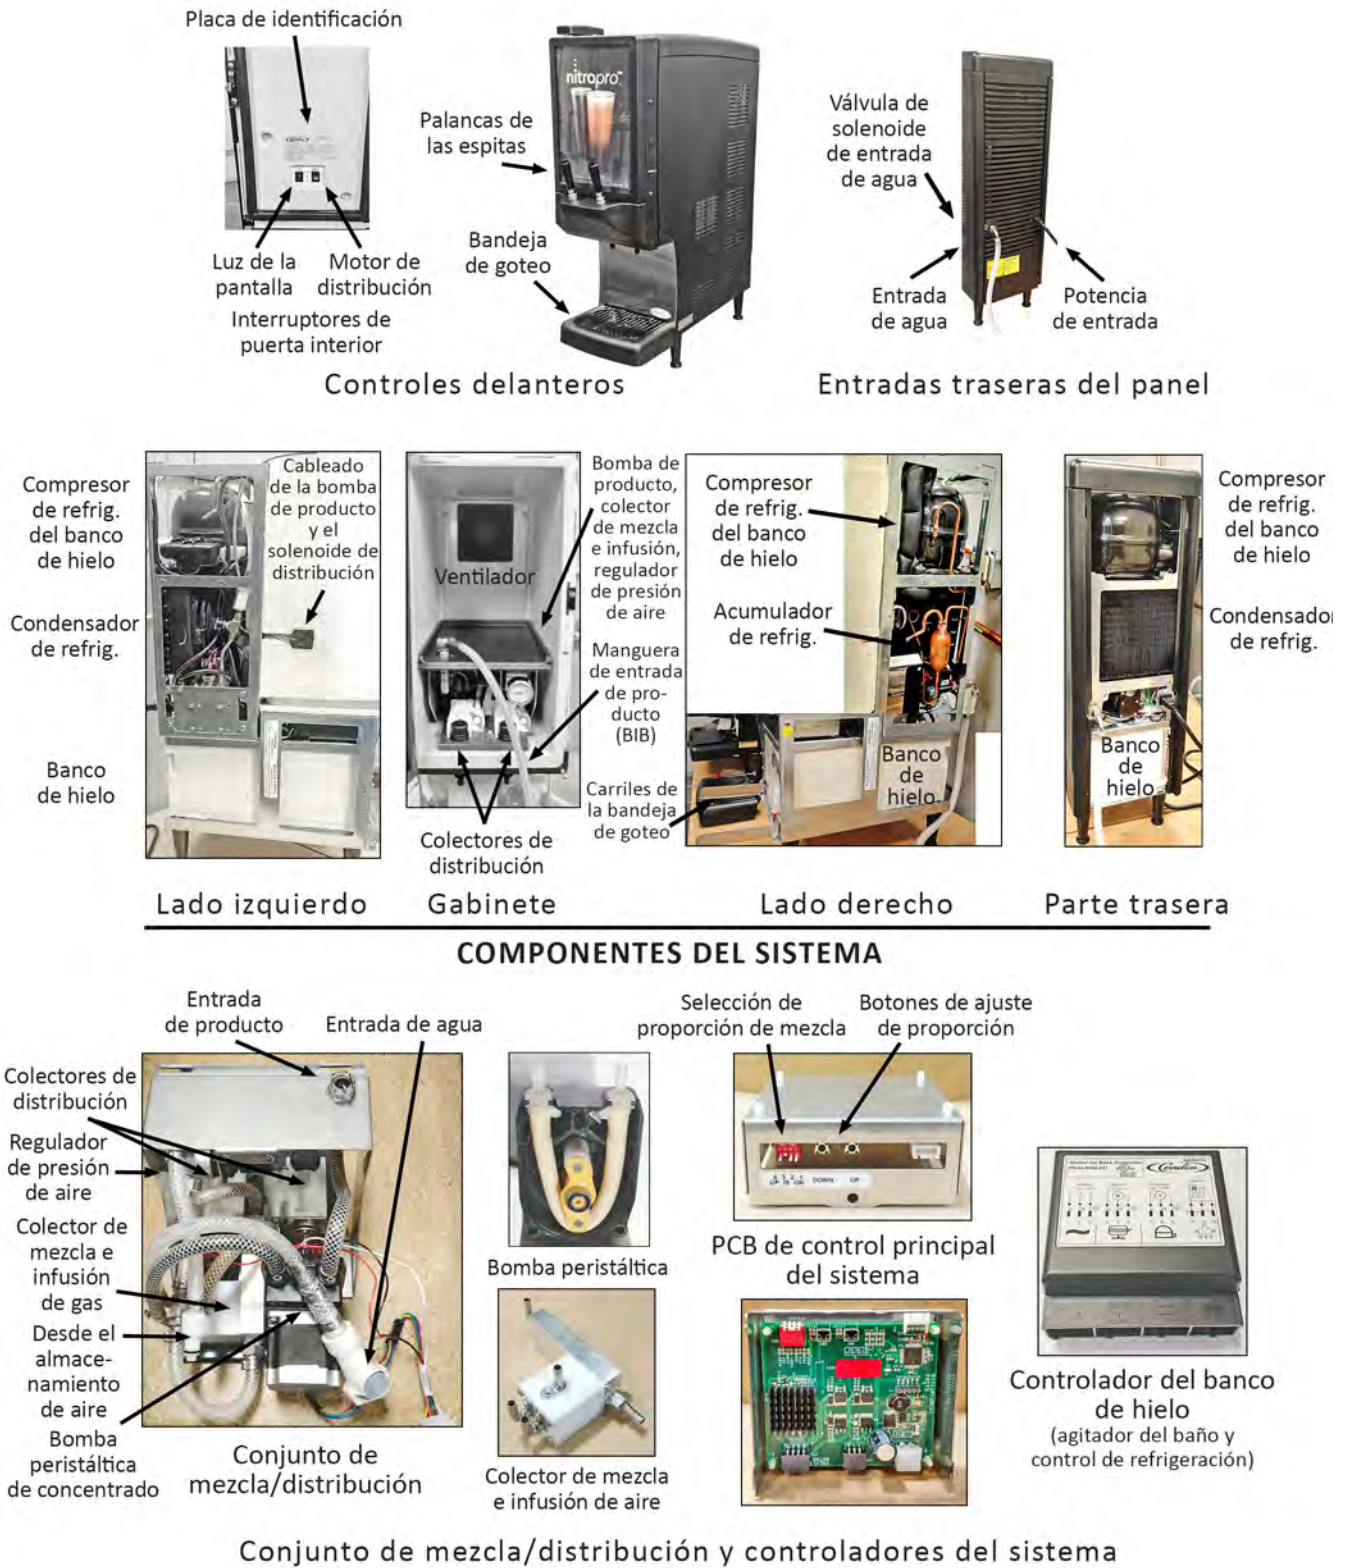 Placa de identificación
Luz de la
pantalla
Motor de
distribución
Interruptores de
puerta interior
nitropro™
Palancas de
las espitas
Bandeja
de goteo
Controles delanteros
Válvula de
solenoide
de entrada
de agua
Entrada
de agua
Potencia
de entrada
Entradas traseras del panel
Compresor
de refrig.
del banco
de hielo
Condensador
de refrig.
Banco
de hielo
Cableado
de la bomba
de producto
y el
solenoide de
distribución
Lado izquierdo
Ventilador
Bomba de
producto,
colector
de mezcla
e infusión,
regulador
de presión
de aire
Manguera
de entrada
de pro-
ducto
(BIB)
Colectores de
distribución
Gabinete
Compresor
de refrig.
del banco
de hielo
Acumulador
de refrig.
Banco
de
hielo
Carriles de
la bandeja
de goteo
Lado derecho
Compresor
de refrig.
del banco
de hielo
Condensador
de refrig.
Banco
de
hielo
Parte trasera
COMPONENTES DEL SISTEMA
Entrada
de producto
Entrada de agua
Colectores de
distribución
Regulador
de presión
de aire
Colector de
mezcla e
infusión
de gas
Desde el
almace-
namiento
de aire
Bomba
peristáltica
de concentrado
Conjunto de
mezcla/distribución
Bomba peristáltica
Colector de mezcla
e infusión de aire
Selección de
proporción de mezcla
Botones de ajuste
de proporción
4 3 2 1
DOWN
UP
PCB de control principal
del sistema
Cornelius
Controlador del banco
de hielo
(agitador del baño y
control de refrigeración)
Conjunto de mezcla/distribución y controladores del sistema